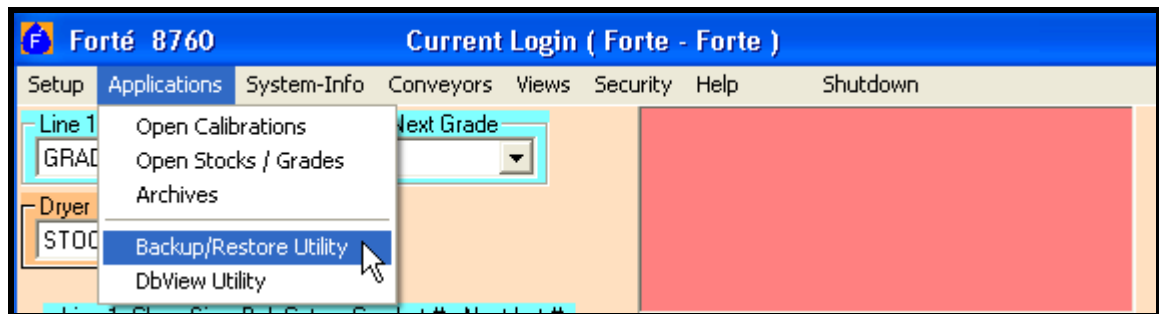 F Forté 8760 Current Login ( Forte - Forte )
Setup Applications System-Info Conveyors Views Security Help Shutdown
Line 1 Next Grade
GRAD
Open Calibrations
Open Stocks / Grades
Archives
Backup/Restore Utility
DbView Utility
Dryer
STOC